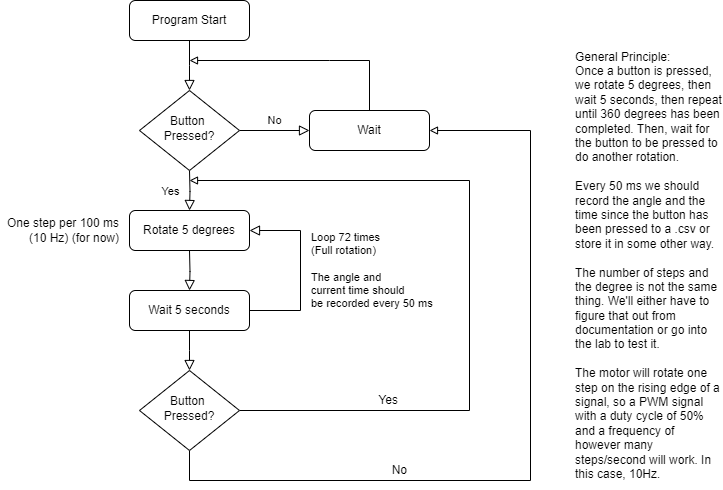 Program Start
Button
Pressed?
No
Wait
Yes
One step per 100 ms
(10 Hz) (for now)
Rotate 5 degrees
Loop 72 times
(Full rotation)
The angle and
current time should
be recorded every 50 ms
Wait 5 seconds
Button
Pressed?
Yes
No
General Principle:
Once a button is pressed,
we rotate 5 degrees, then
wait 5 seconds, then repeat
until 360 degrees has been
completed. Then, wait for
the button to be pressed to
do another rotation.
Every 50 ms we should
record the angle and the
time since the button has
been pressed to a .csv or
store it in some other way.
The number of steps and
the degree is not the same
thing. We'll either have to
figure that out from
documentation or go into
the lab to test it.
The motor will rotate one
step on the rising edge of a
signal, so a PWM signal
with a duty cycle of 50%
and a frequency of
however many
steps/second will work. In
this case, 10Hz.